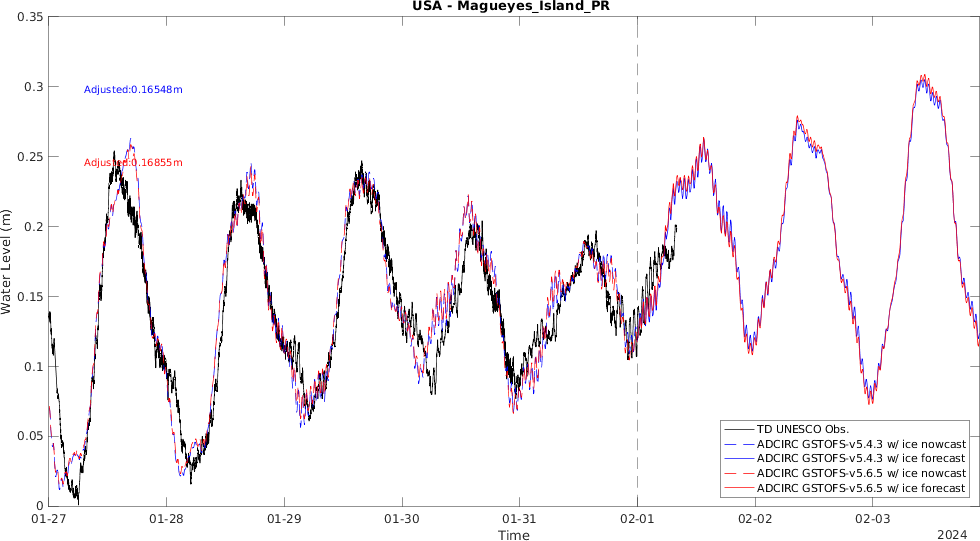 USA - Magueyes_Island_PR
0.35
0.3
0.25
0.2
0.15
0.1
0.05
0
Water Level (m)
Adjusted:0.16548m
Adjusted:0.16855m
TD UNESCO Obs.
ADCIRC GSTOFS-v5.4.3 w/ ice nowcast
ADCIRC GSTOFS-v5.4.3 w/ ice forecast
ADCIRC GSTOFS-v5.6.5 w/ ice nowcast
ADCIRC GSTOFS-v5.6.5 w/ ice forecast
01-27 01-28 01-29 01-30 01-31 02-01 02-02 02-03
Time
2024